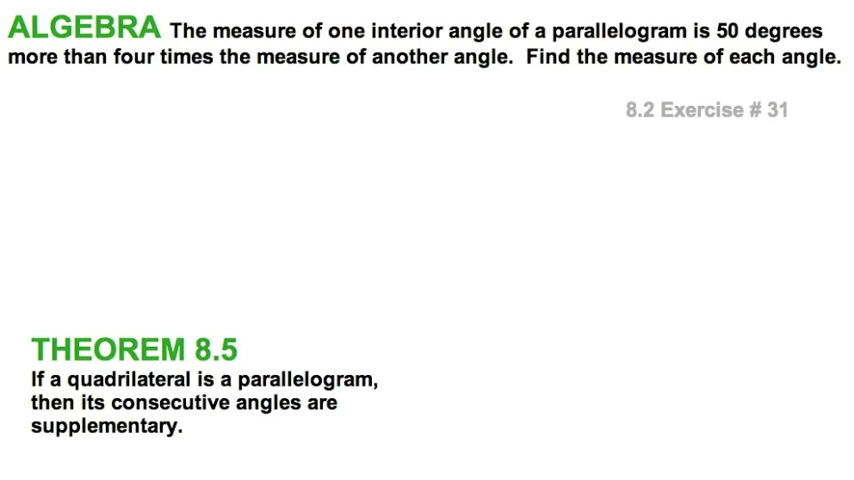 ALGEBRA The measure of one interior angle of a parallelogram is 50 degrees
more than four times the measure of another angle.  Find the measure of each angle.
8.2 Exercise # 31
THEOREM 8.5
If a quadrilateral is a parallelogram,
then its consecutive angles are
supplementary.